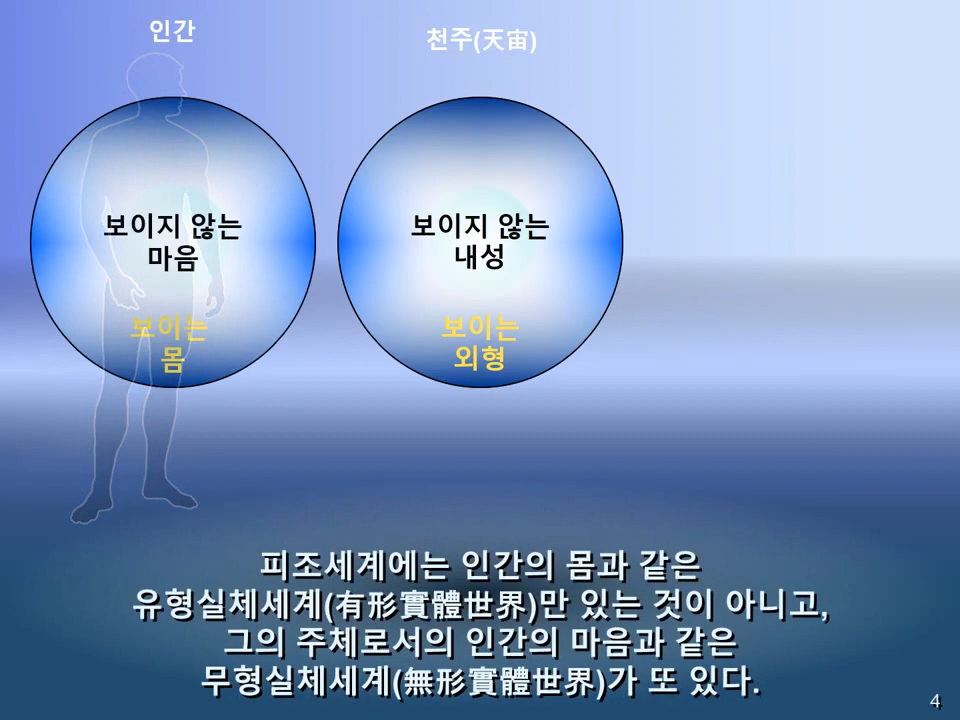 인간
천주(天宙)
보이지 않는
마음
보이는
몸
보이지 않는
내성
보이는
외형
피조세계에는 인간의 몸과 같은
유형실체세계(有形實體世界)만 있는 것이 아니고,
그의 주체로서의 인간의 마음과 같은
무형실체세계(無形實體世界)가 또 있다.
4